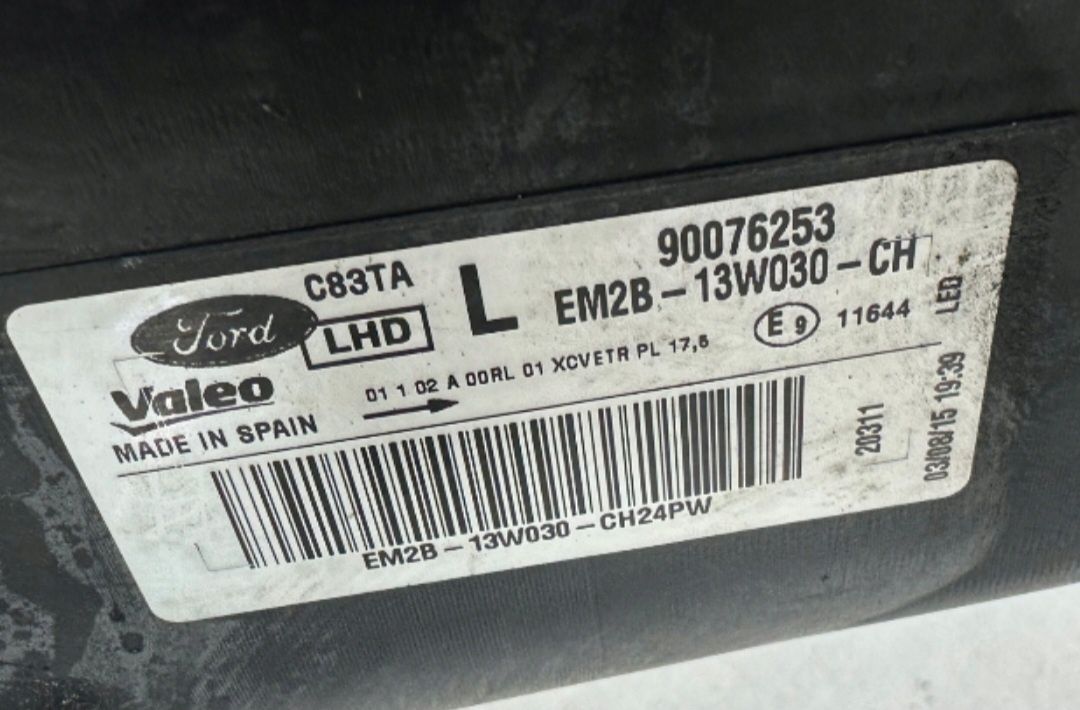 C83TA
Ford
LHD
L
90076253
EM2B-13W030-CH
Valeo
01 1 02 A 00RL 01 XCVETR PL 17,5
E9
11644
LED
MADE IN SPAIN
20311
03/08/15 19:39
EM2B-13W030-CH24PW